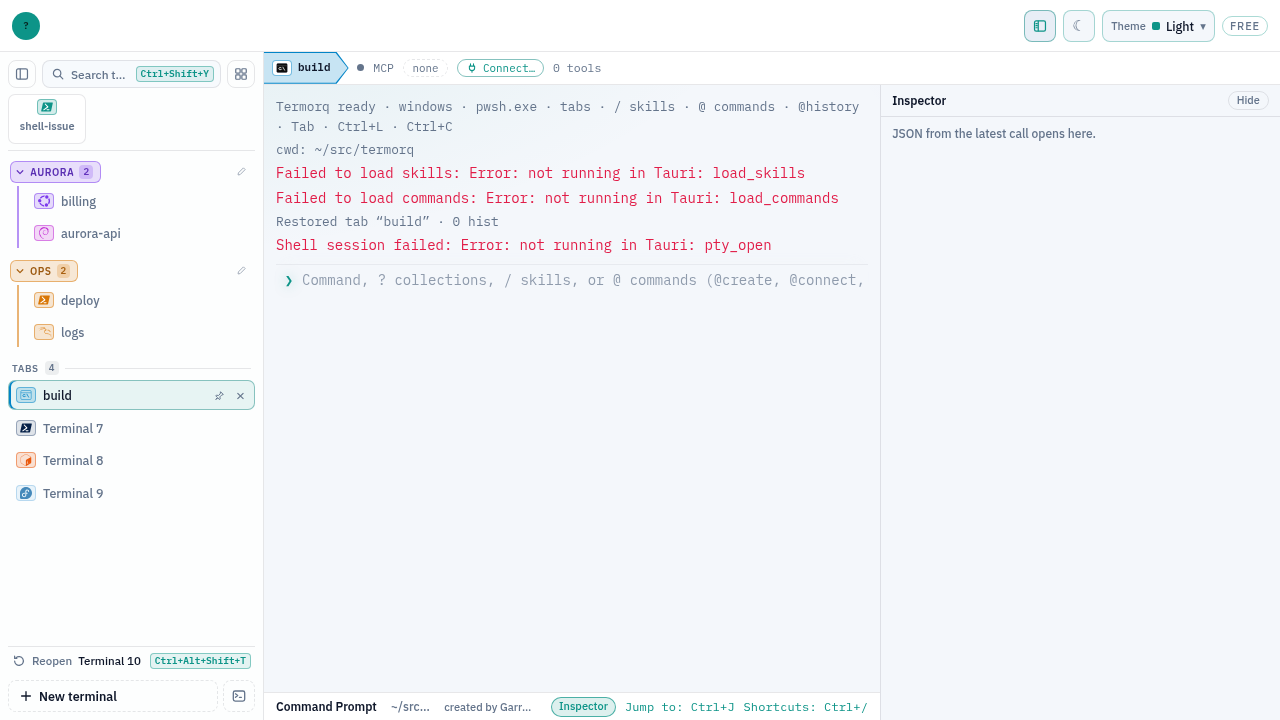 ?
Theme Light ▾
FREE
Search t… Ctrl+Shift+Y
shell-issue
AURORA 2
billing
aurora-api
OPS 2
deploy
logs
TABS 4
build
Terminal 7
Terminal 8
Terminal 9
Reopen Terminal 10 Ctrl+Alt+Shift+T
New terminal
build MCP none Connect… 0 tools
Termorq ready · windows · pwsh.exe · tabs · / skills · @ commands · @history
· Tab · Ctrl+L · Ctrl+C
cwd: ~/src/termorq
Failed to load skills: Error: not running in Tauri: load_skills
Failed to load commands: Error: not running in Tauri: load_commands
Restored tab “build” · 0 hist
Shell session failed: Error: not running in Tauri: pty_open
❯ Command, ? collections, / skills, or @ commands (@create, @connect,
Command Prompt ~/src… created by Garr… Inspector Jump to: Ctrl+J Shortcuts: Ctrl+/
Inspector Hide
JSON from the latest call opens here.